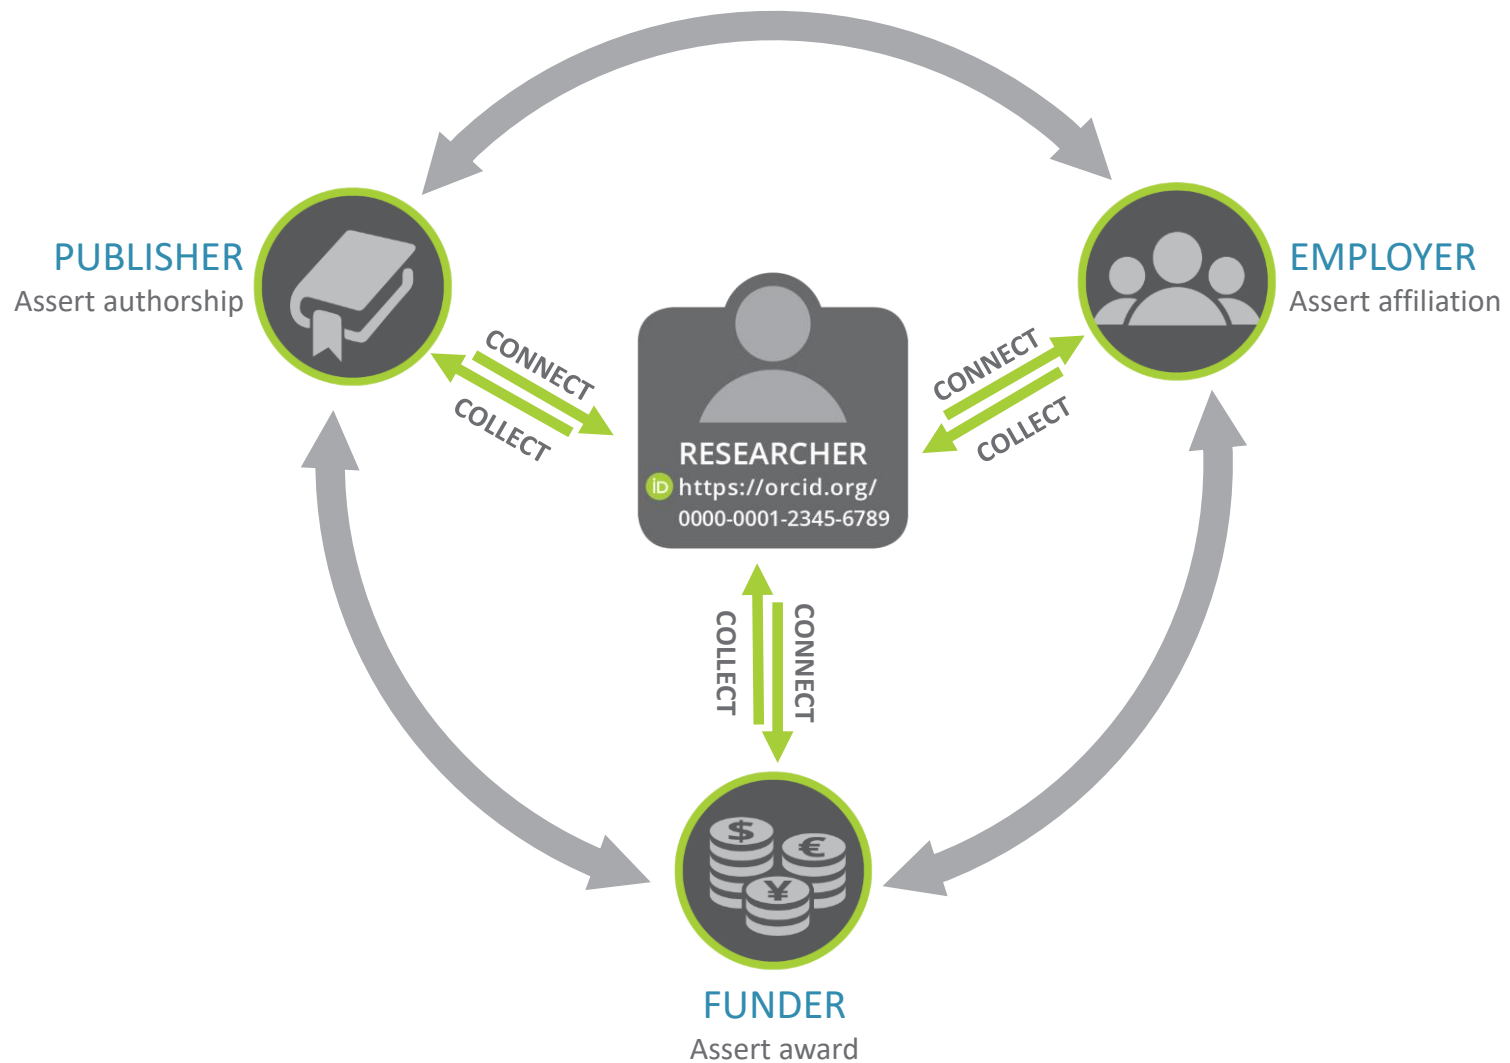 PUBLISHER
Assert authorship
EMPLOYER
Assert affiliation
CONNECT
COLLECT
CONNECT
COLLECT
RESEARCHER
iD https://orcid.org/
0000-0001-2345-6789
COLLECT
CONNECT
$
€
¥
FUNDER
Assert award